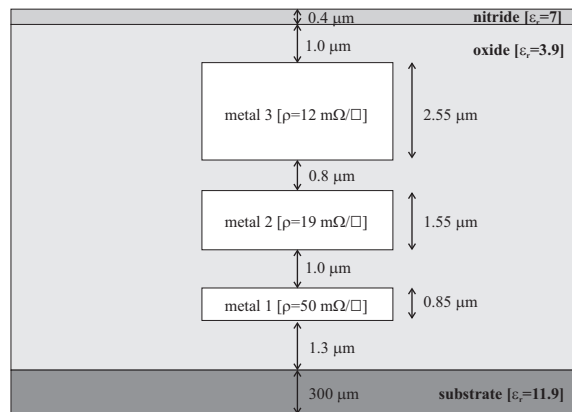 nitride [εr=7]
0.4 μm
1.0 μm
oxide [εr=3.9]
metal 3 [ρ=12 mΩ/□]
2.55 μm
0.8 μm
metal 2 [ρ=19 mΩ/□]
1.55 μm
1.0 μm
metal 1 [ρ=50 mΩ/□]
0.85 μm
1.3 μm
300 μm
substrate [εr=11.9]